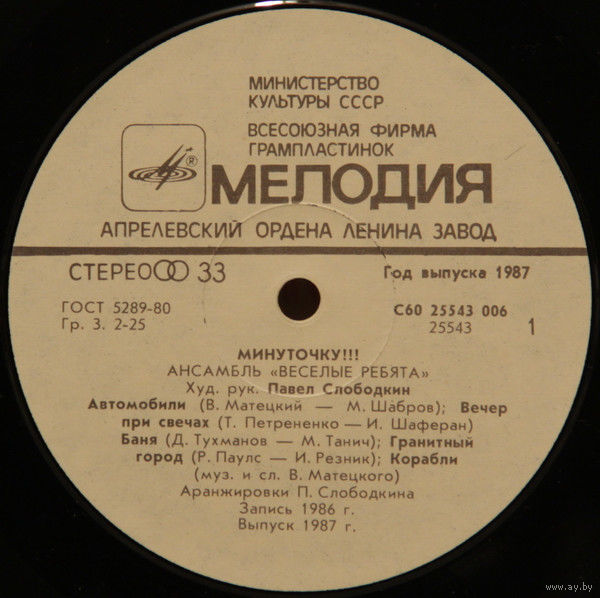 МИНИСТЕРСТВО
КУЛЬТУРЫ СССР
ВСЕСОЮЗНАЯ ФИРМА
ГРАМПЛАСТИНОК
®
МЕЛОДИЯ
АПРЕЛЕВСКИЙ ОРДЕНА ЛЕНИНА ЗАВОД
СТЕРЕО 33
Год выпуска 1987
ГОСТ 5289-80
Гр. 3. 2-25
С60 25543 006
25543
1
МИНУТОЧКУ!!!
АНСАМБЛЬ «ВЕСЕЛЫЕ РЕБЯТА»
Худ. рук. Павел Слободкин
Автомобили (В. Матецкий — М. Шабров); Вечер
при свечах (Т. Петрененко — И. Шаферан)
Баня (Д. Тухманов — М. Танич); Гранитный
город (Р. Паулс — И. Резник); Корабли
(муз. и сл. В. Матецкого)
Аранжировки П. Слободкина
Запись 1986 г.
Выпуск 1987 г.
www.ay.by